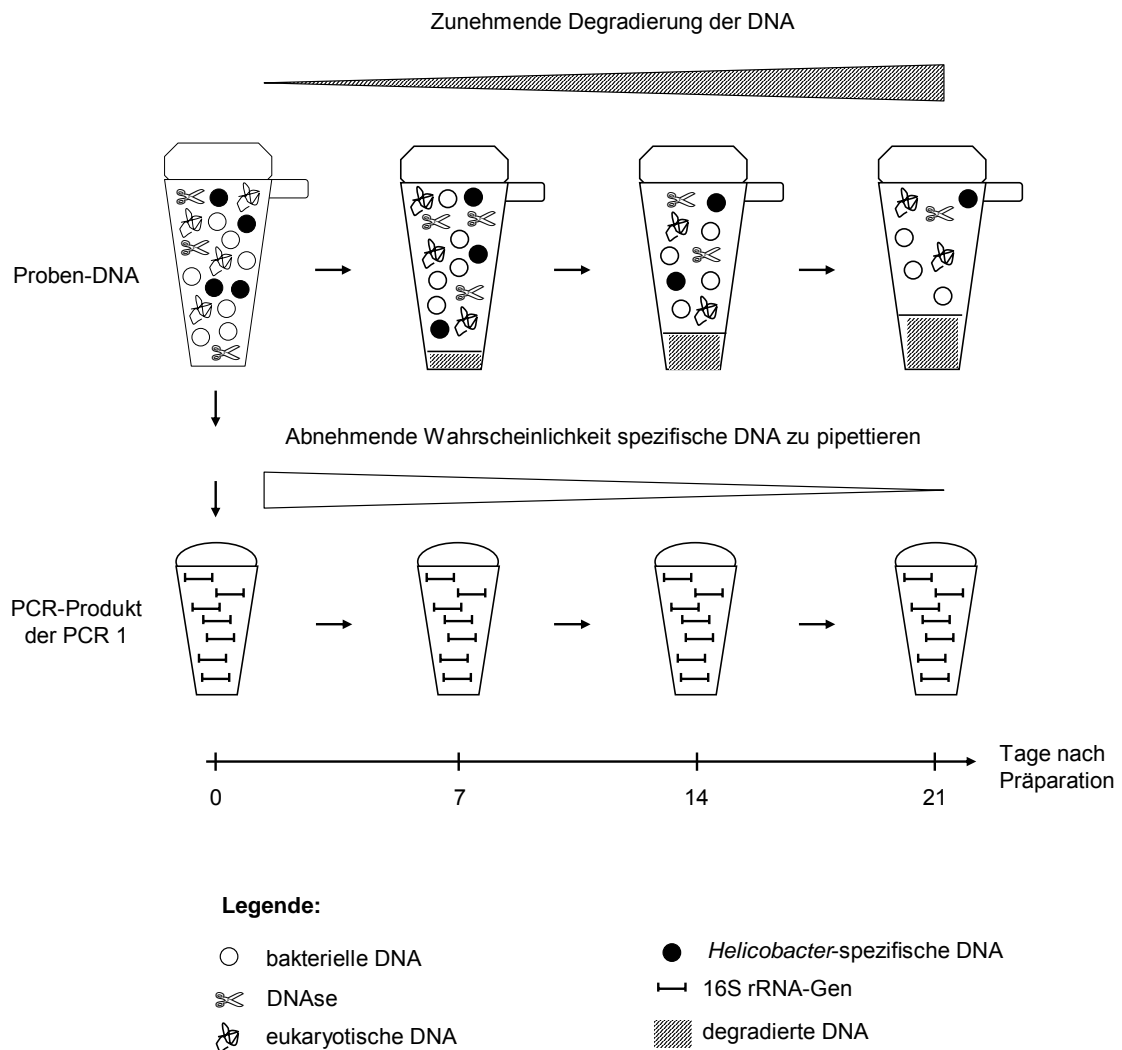 Zunehmende Degradierung der DNA
Proben-DNA
Abnehmende Wahrscheinlichkeit spezifische DNA zu pipettieren
PCR-Produkt
der PCR 1
Tage nach
Präparation
0
7
14
21
Legende:
bakterielle DNA
DNAse
eukaryotische DNA
Helicobacter-spezifische DNA
16S rRNA-Gen
degradierte DNA